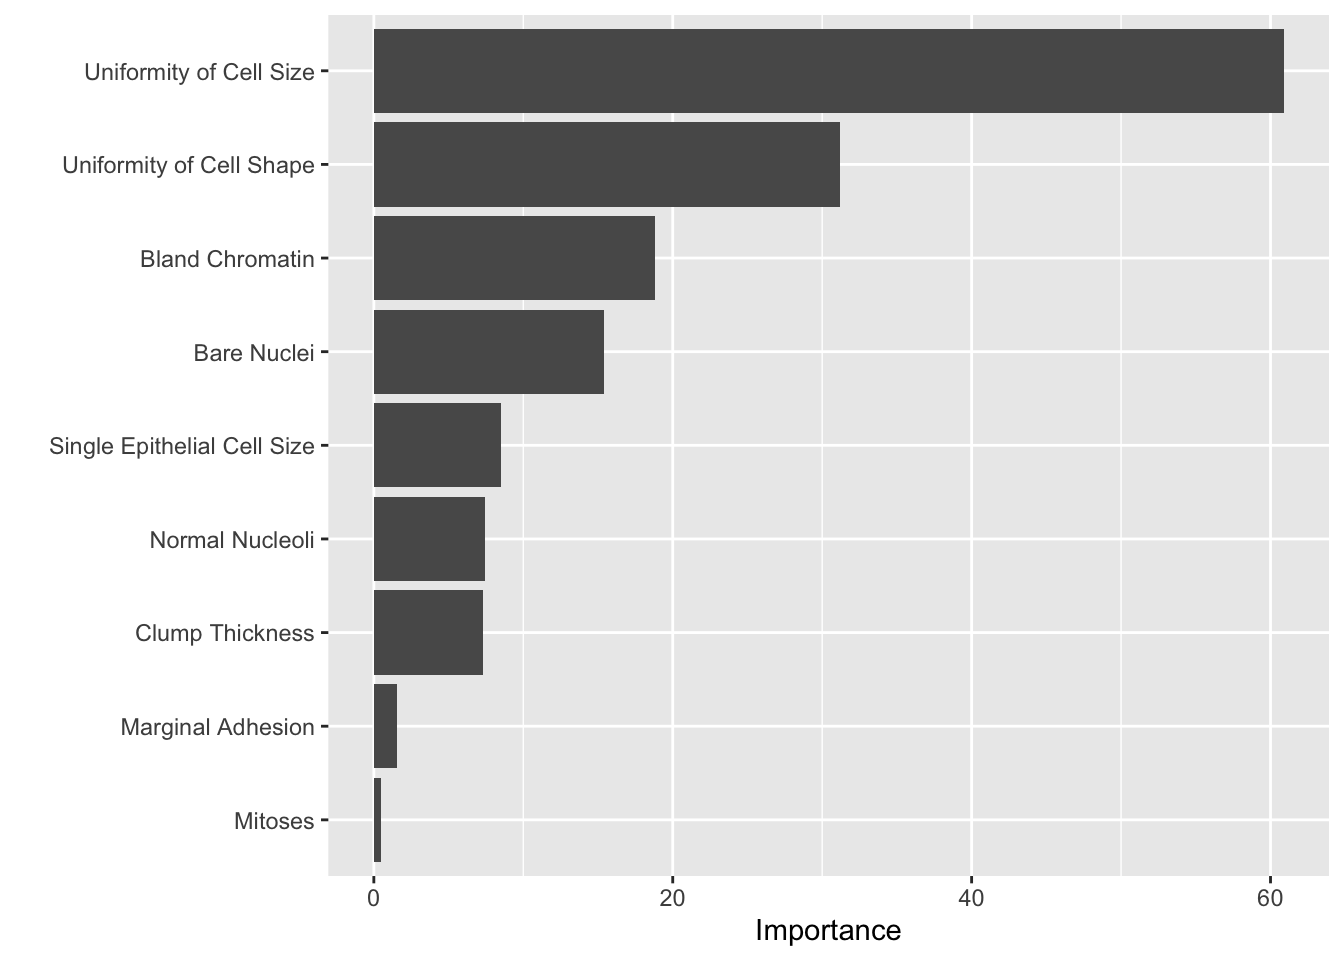 Uniformity of Cell Size
Uniformity of Cell Shape
Bland Chromatin
Bare Nuclei
Single Epithelial Cell Size
Normal Nucleoli
Clump Thickness
Marginal Adhesion
Mitoses
0 20 40 60
Importance